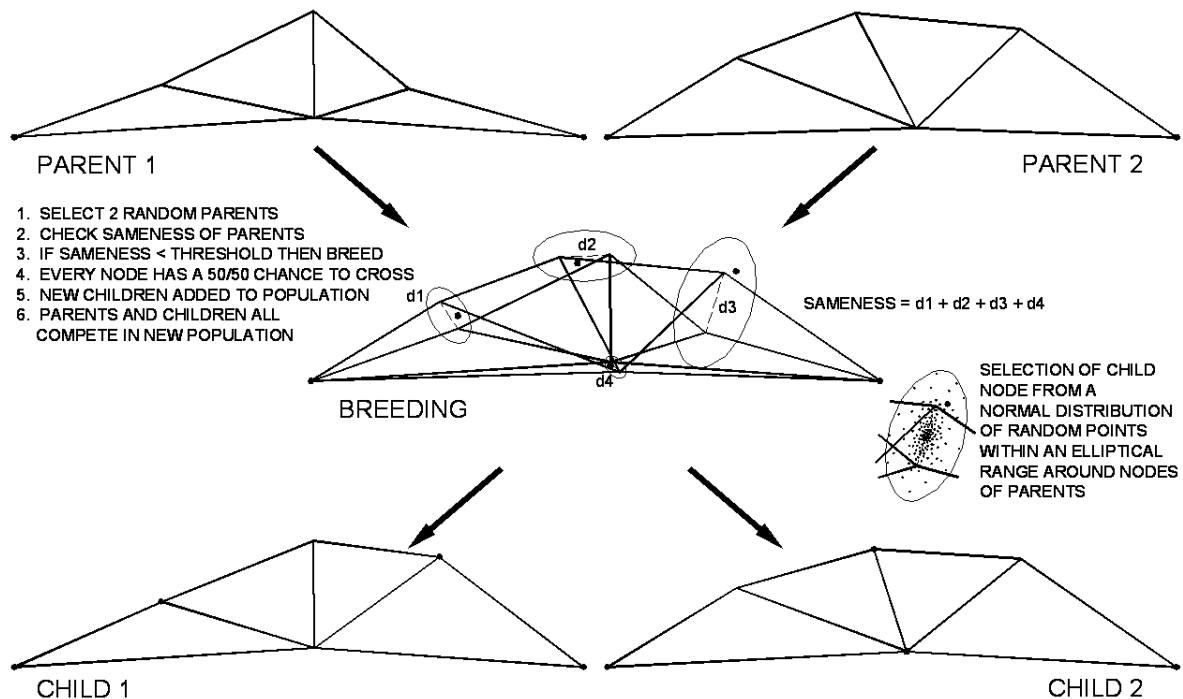 PARENT 1
PARENT 2
1. SELECT 2 RANDOM PARENTS
2. CHECK SAMENESS OF PARENTS
3. IF SAMENESS < THRESHOLD THEN BREED
4. EVERY NODE HAS A 50/50 CHANCE TO CROSS
5. NEW CHILDREN ADDED TO POPULATION
6. PARENTS AND CHILDREN ALL
COMPETE IN NEW POPULATION
d1
d2
d3
d4
SAMENESS = d1 + d2 + d3 + d4
BREEDING
SELECTION OF CHILD
NODE FROM A
NORMAL DISTRIBUTION
OF RANDOM POINTS
WITHIN AN ELLIPTICAL
RANGE AROUND NODES
OF PARENTS
CHILD 1
CHILD 2